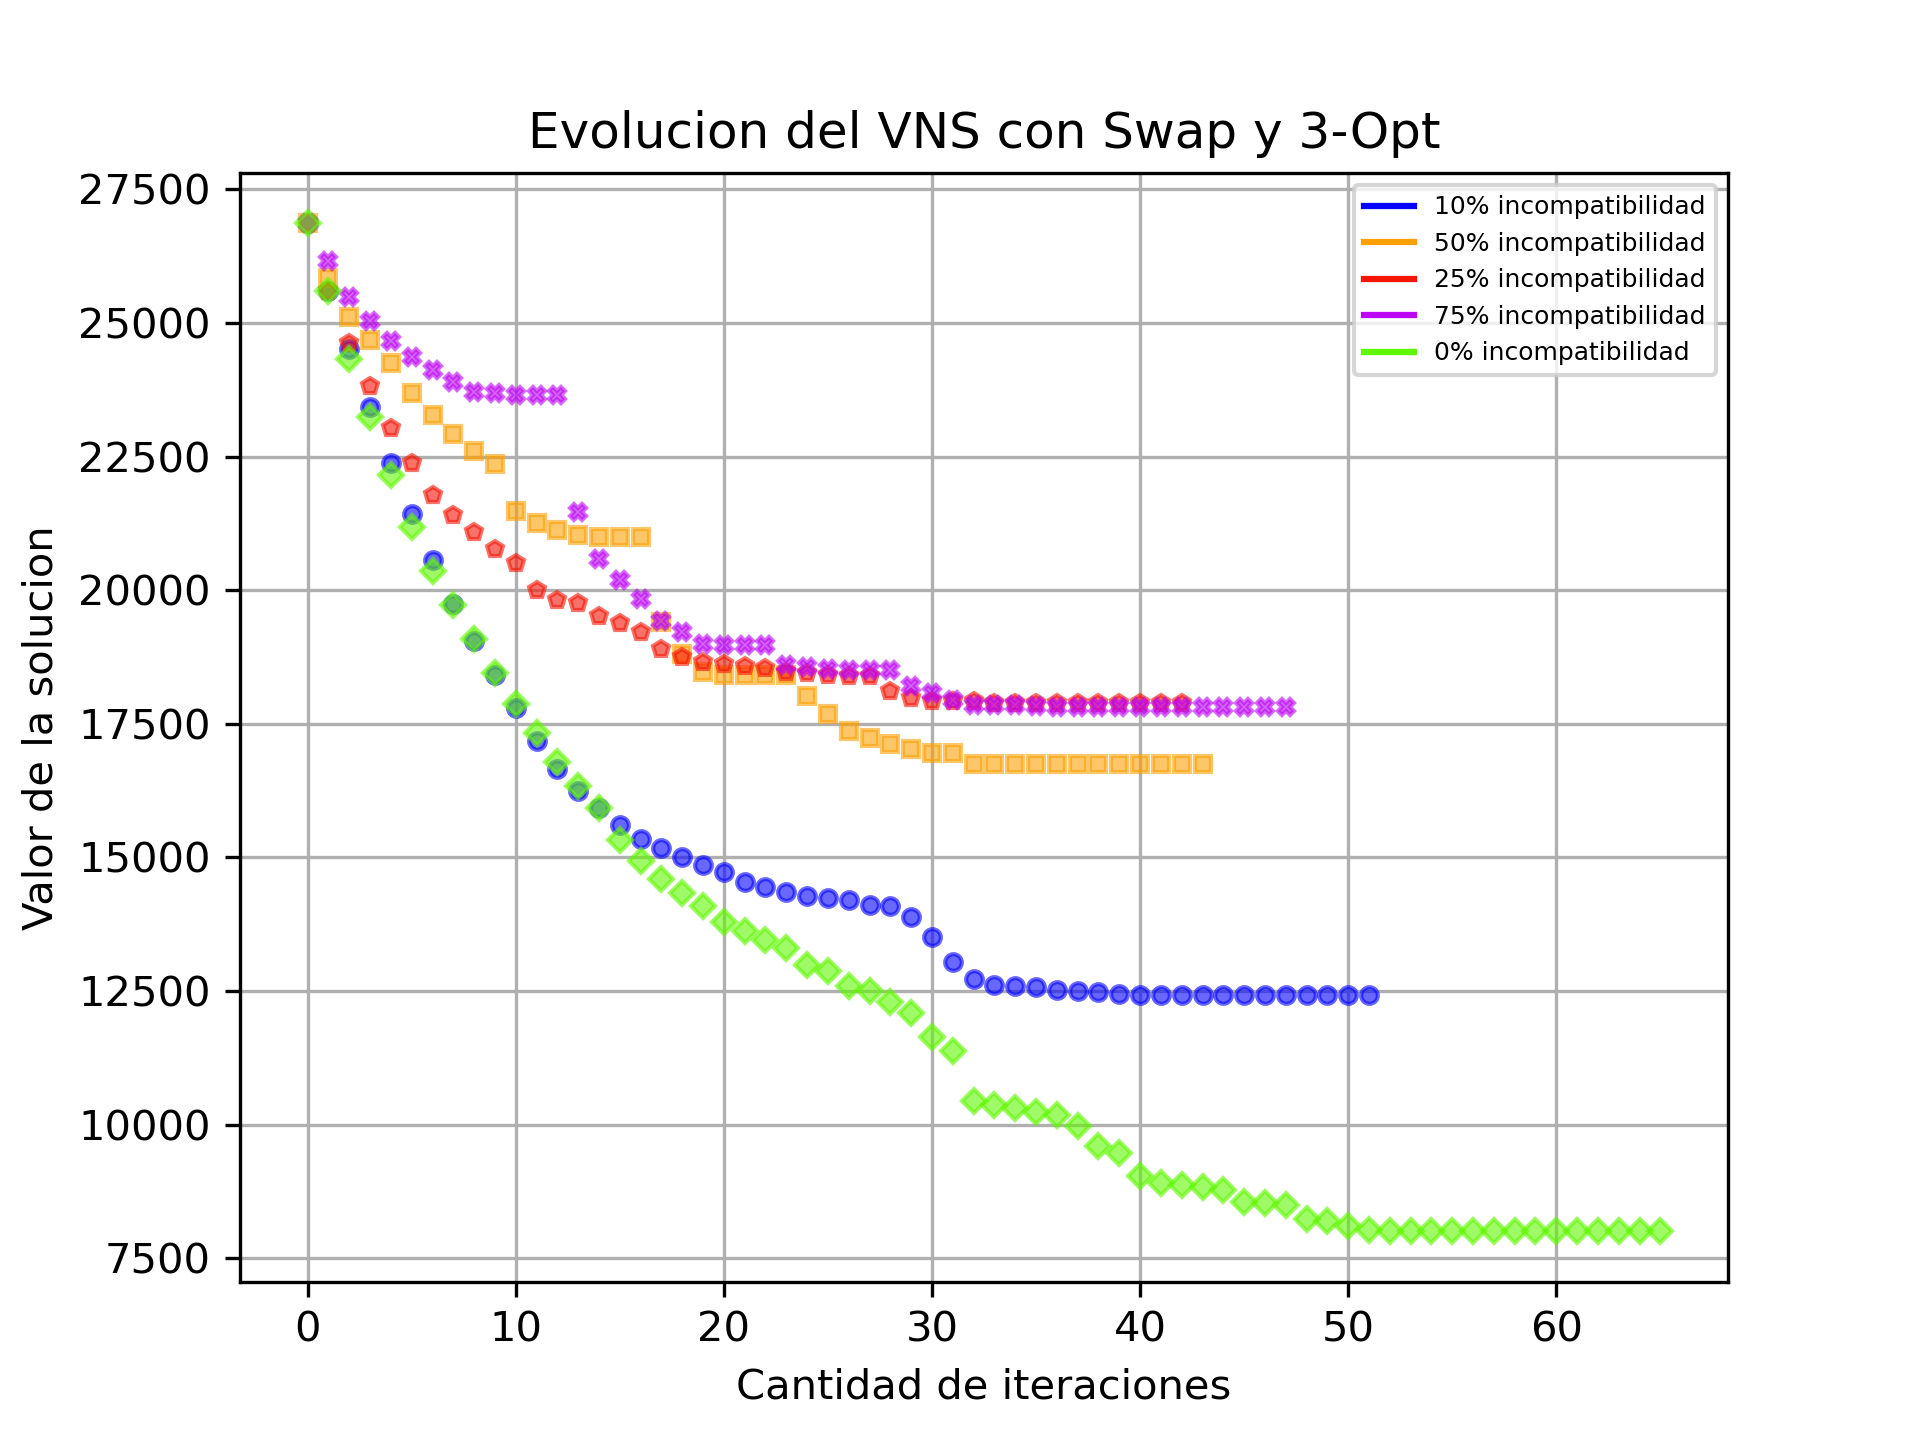 Evolucion del VNS con Swap y 3-Opt
27500
25000
22500
20000
17500
15000
12500
10000
7500
Valor de la solucion
10% incompatibilidad
50% incompatibilidad
25% incompatibilidad
75% incompatibilidad
0% incompatibilidad
0 10 20 30 40 50 60
Cantidad de iteraciones